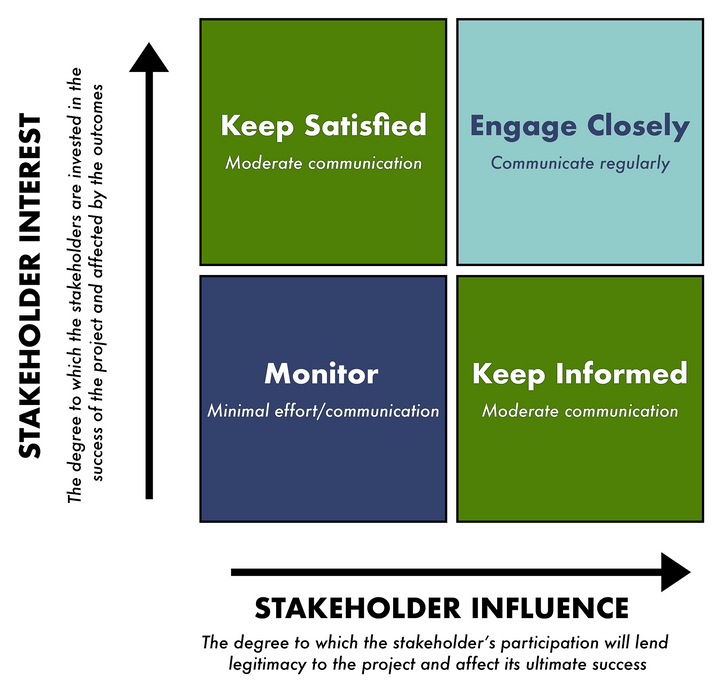 STAKEHOLDER INTEREST
The degree to which the stakeholders are invested in the
success of the project and affected by the outcomes
Keep Satisfied
Moderate communication
Engage Closely
Communicate regularly
Monitor
Minimal effort/communication
Keep Informed
Moderate communication
STAKEHOLDER INFLUENCE
The degree to which the stakeholder’s participation will lend
legitimacy to the project and affect its ultimate success